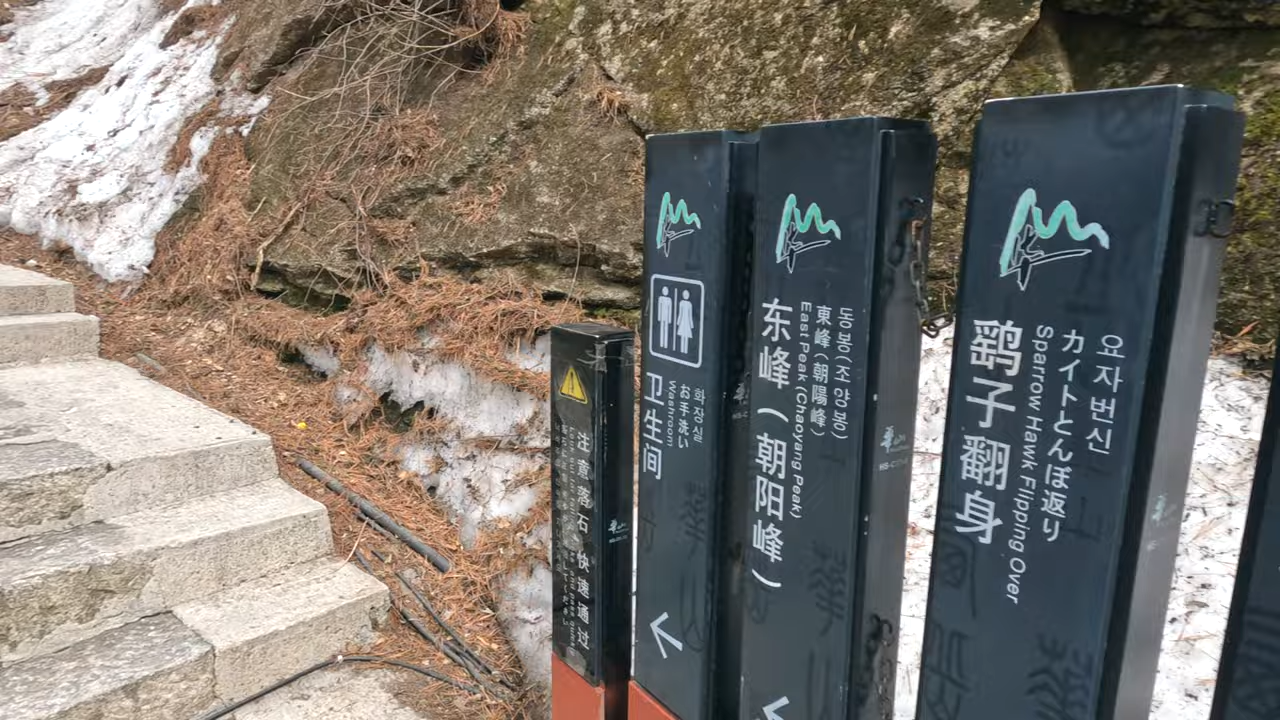 注意落石 快速通过
卫生间
Washroom
お手洗い
화장실
东峰（朝阳峰）
East Peak (Chaoyang Peak)
東峰（朝陽峰）
동봉(조양봉)
鹞子翻身
Sparrow Hawk Flipping Over
カイトとんぼ返り
요자번신